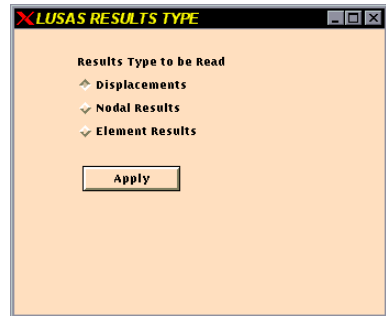 LUSAS RESULTS TYPE
Results Type to be Read
Displacements
Nodal Results
Element Results
Apply